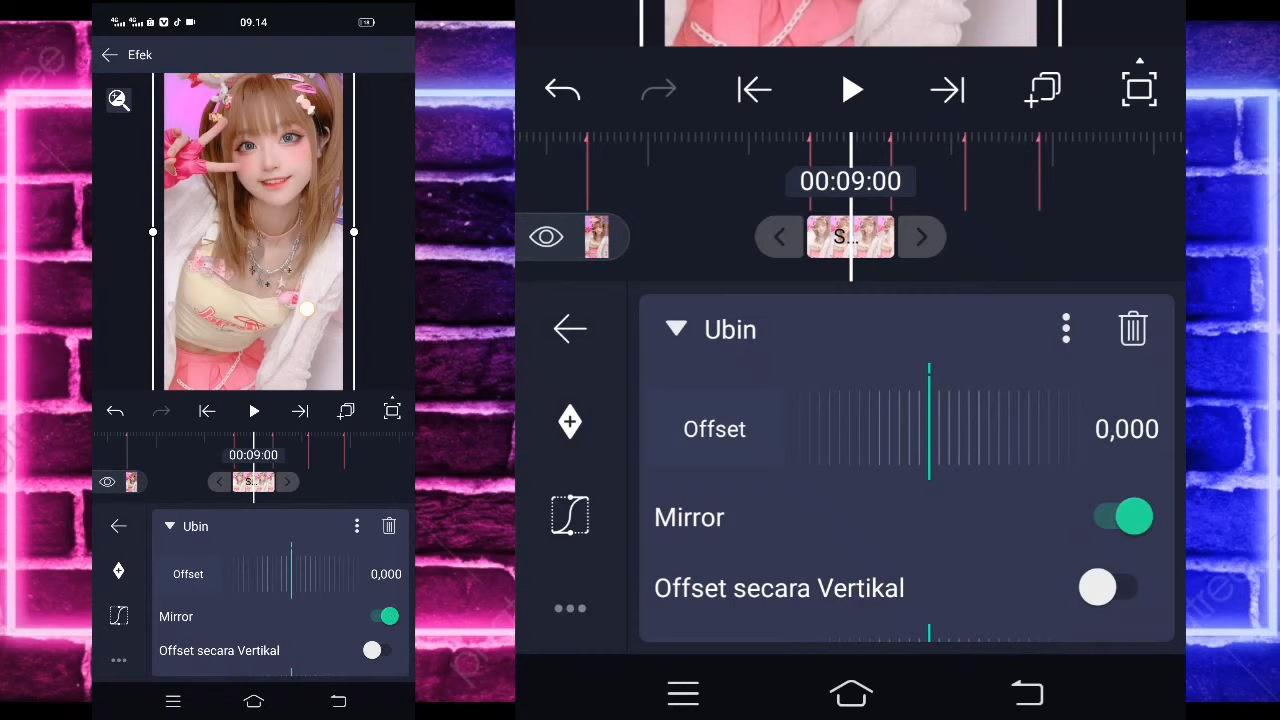 09.14
Efek
00:09:00
S...
Ubin
Offset
0,000
Mirror
Offset secara Vertikal
00:09:00
S...
Ubin
Offset
0,000
Mirror
Offset secara Vertikal